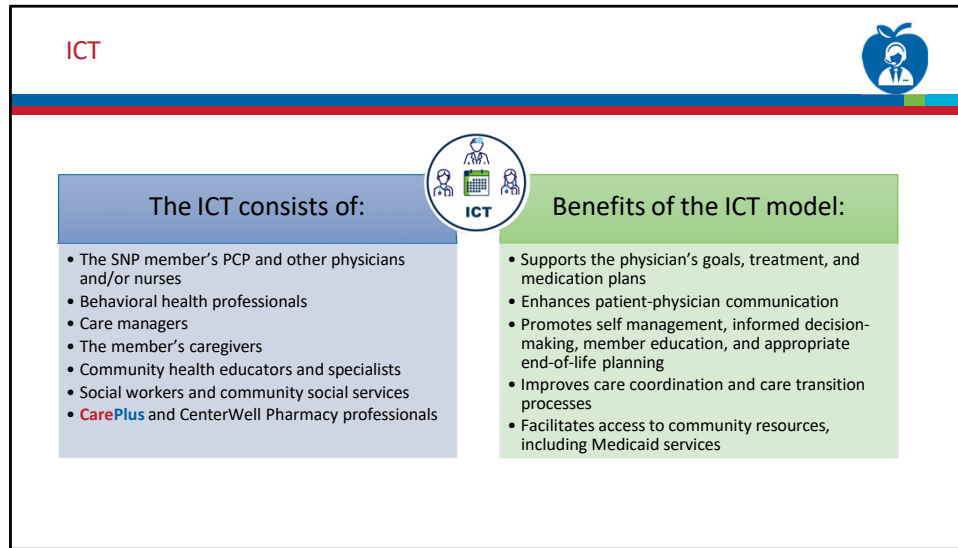 ICT
ICT
The ICT consists of:
• The SNP member’s PCP and other physicians
and/or nurses
• Behavioral health professionals
• Care managers
• The member’s caregivers
• Community health educators and specialists
• Social workers and community social services
• CarePlus and CenterWell Pharmacy professionals
Benefits of the ICT model:
• Supports the physician’s goals, treatment, and
medication plans
• Enhances patient-physician communication
• Promotes self management, informed decision-
making, member education, and appropriate
end-of-life planning
• Improves care coordination and care transition
processes
• Facilitates access to community resources,
including Medicaid services